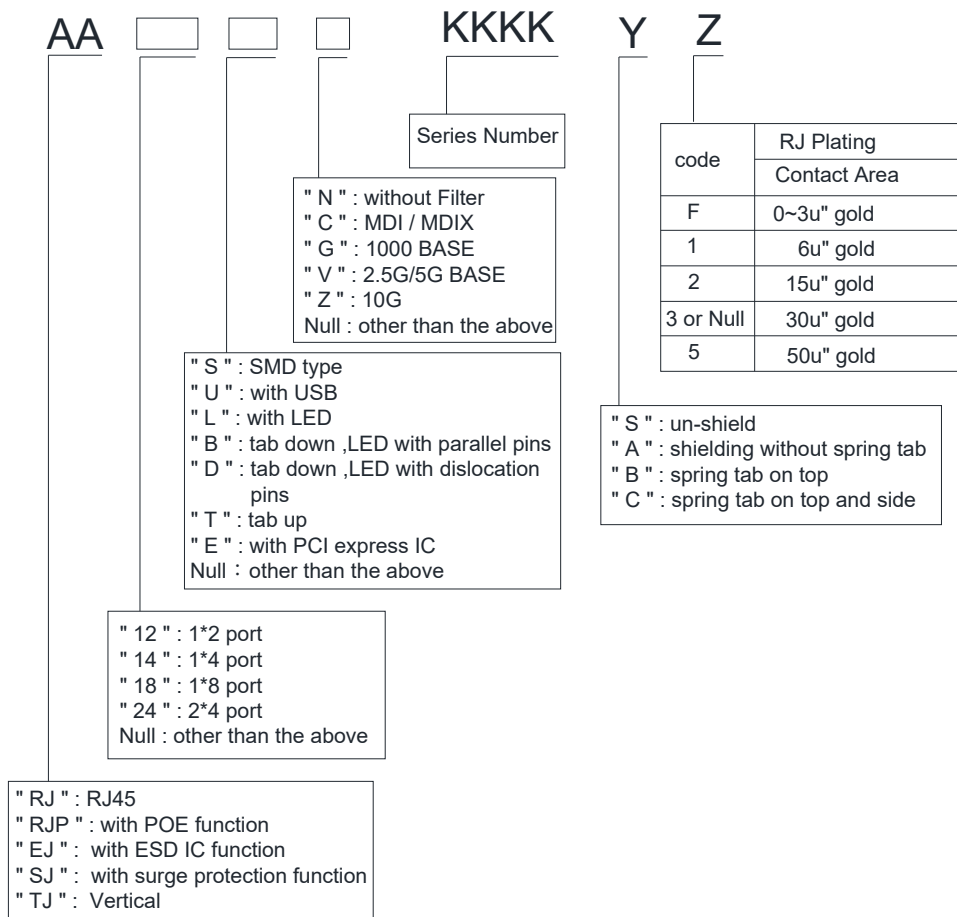 AA KKKK Y Z
Series Number
" N " : without Filter
" C " : MDI / MDIX
" G " : 1000 BASE
" V " : 2.5G/5G BASE
" Z " : 10G
Null : other than the above
code RJ Plating
Contact Area
F 0~3u" gold
1 6u" gold
2 15u" gold
3 or Null 30u" gold
5 50u" gold
" S " : SMD type
" U " : with USB
" L " : with LED
" B " : tab down ,LED with parallel pins
" D " : tab down ,LED with dislocation
pins
" T " : tab up
" E " : with PCI express IC
Null : other than the above
" S " : un-shield
" A " : shielding without spring tab
" B " : spring tab on top
" C " : spring tab on top and side
" 12 " : 1*2 port
" 14 " : 1*4 port
" 18 " : 1*8 port
" 24 " : 2*4 port
Null : other than the above
" RJ " : RJ45
" RJP " : with POE function
" EJ " : with ESD IC function
" SJ " : with surge protection function
" TJ " : Vertical